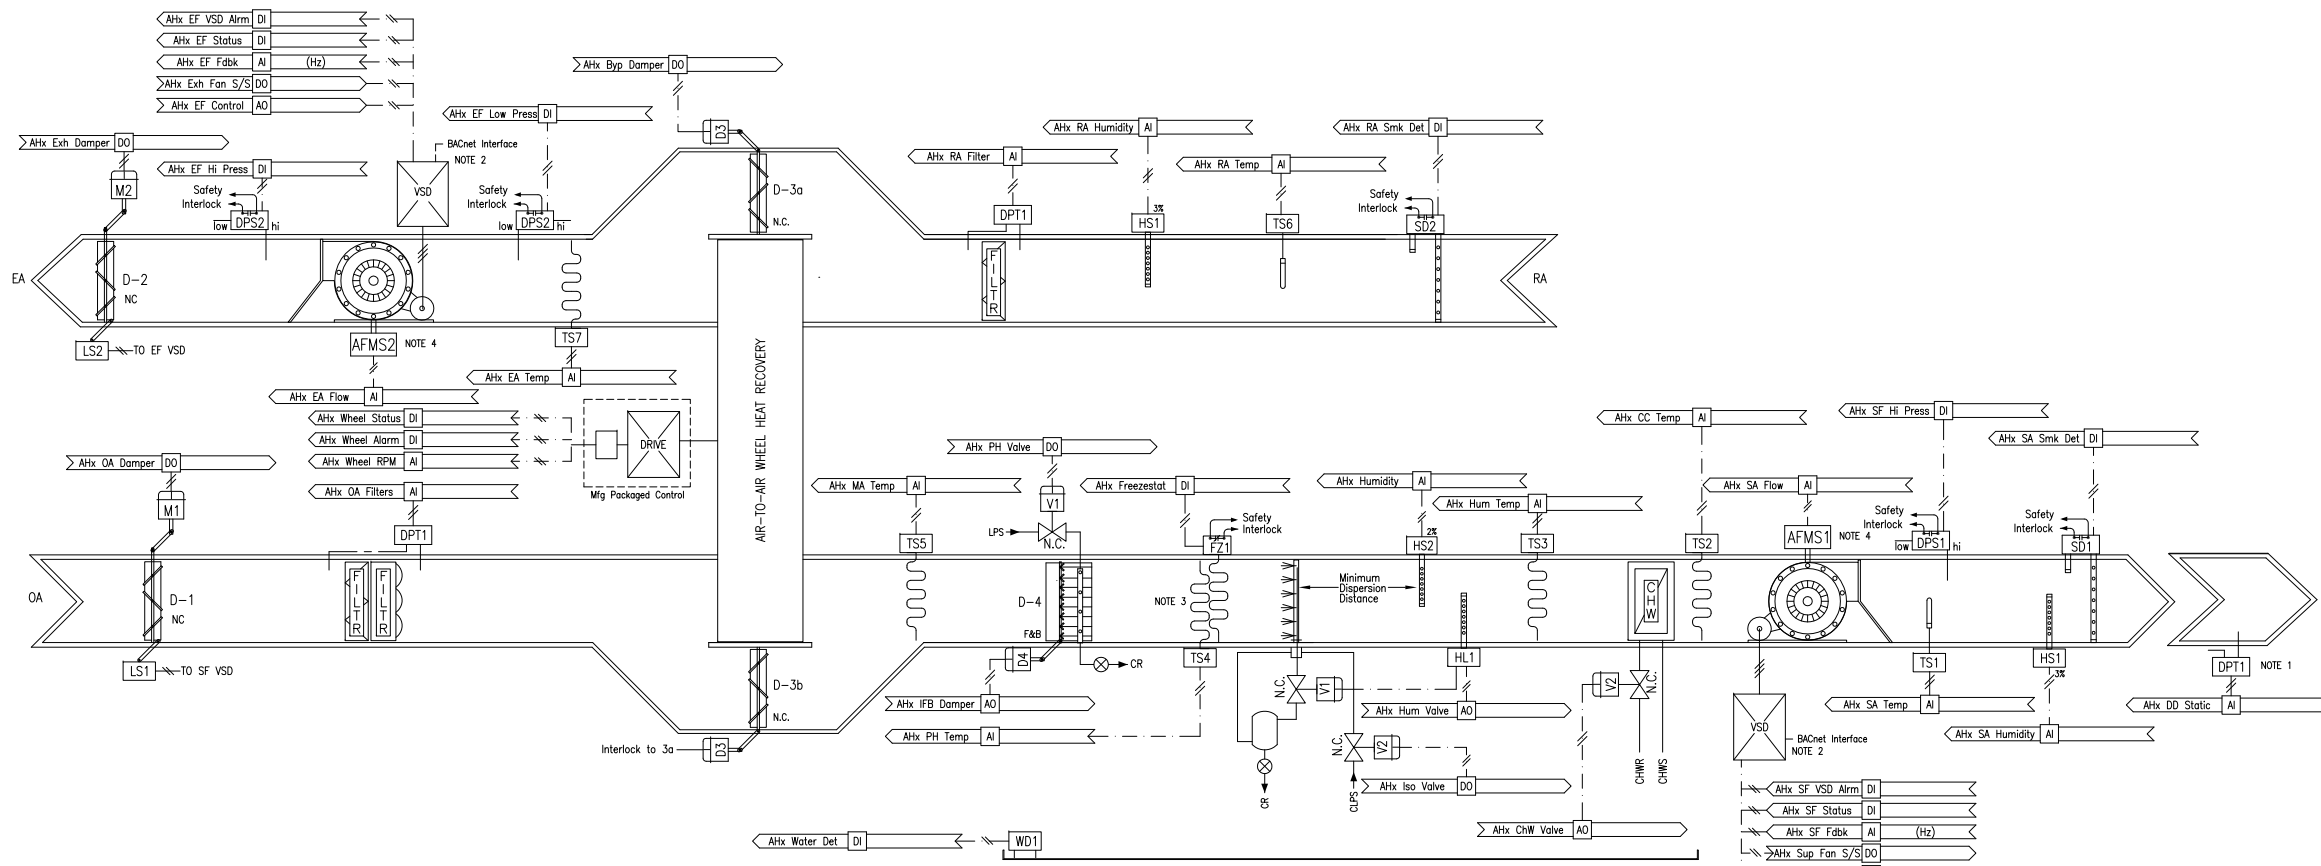 AHx EF VSD Alrm DI
AHx EF Status DI
AHx EF Fdbk AI (Hz)
AHx Exh Fan S/S DO
AHx EF Control AO
AHx Byp Damper DO
AHx EF Low Press DI
AHx Exh Damper DO
BACnet Interface
NOTE 2
AHx EF Hi Press DI
M2
VSD
Safety
Interlock
low DPS2 hi
Safety
Interlock
low DPS2 hi
D3
D-3a
N.C.
AHx RA Filter AI
AHx RA Humidity AI
AHx RA Temp AI
AHx RA Smk Det DI
DPT1
3%
HS1
TS6
Safety
Interlock
SD2
EA
D-2
NC
FILTR
RA
LS2
TO EF VSD
AFMS2
NOTE 4
TS7
AHx EA Temp AI
AHx EA Flow AI
AIR-TO-AIR WHEEL HEAT RECOVERY
AHx Wheel Status DI
AHx Wheel Alarm DI
AHx Wheel RPM AI
DRIVE
Mfg Packaged Control
AHx OA Damper DO
AHx OA Filters AI
M1
DPT1
AHx PH Valve DO
AHx MA Temp AI
AHx Freezestat DI
AHx Humidity AI
AHx Hum Temp AI
AHx CC Temp AI
AHx SF Hi Press DI
AHx SA Smk Det DI
AHx SA Flow AI
V1
LPS
N.C.
TS5
Safety
Interlock
FZ1
2%
HS2
TS3
TS2
AFMS1
NOTE 4
Safety
Interlock
low DPS1 hi
Safety
Interlock
SD1
OA
D-1
NC
FILTR
FILTR
D-4
F&B
NOTE 3
Minimum
Dispersion
Distance
CHW
LS1
TO SF VSD
D-3b
N.C.
D4
CR
TS4
HL1
TS1
HS1
3%
DPT1
NOTE 1
N.C.
V1
V2
N.C.
AHx IFB Damper AO
AHx Hum Valve AO
AHx SA Temp AI
AHx DD Static AI
AHx PH Temp AI
AHx SA Humidity AI
Interlock to 3a
D3
N.C.
V2
CR
CLPS
AHx Iso Valve DO
CHWR
CHWS
VSD
BACnet Interface
NOTE 2
AHx SF VSD Alrm DI
AHx SF Status DI
AHx SF Fdbk AI (Hz)
AHx Sup Fan S/S DO
AHx ChW Valve AO
AHx Water Det DI
WD1